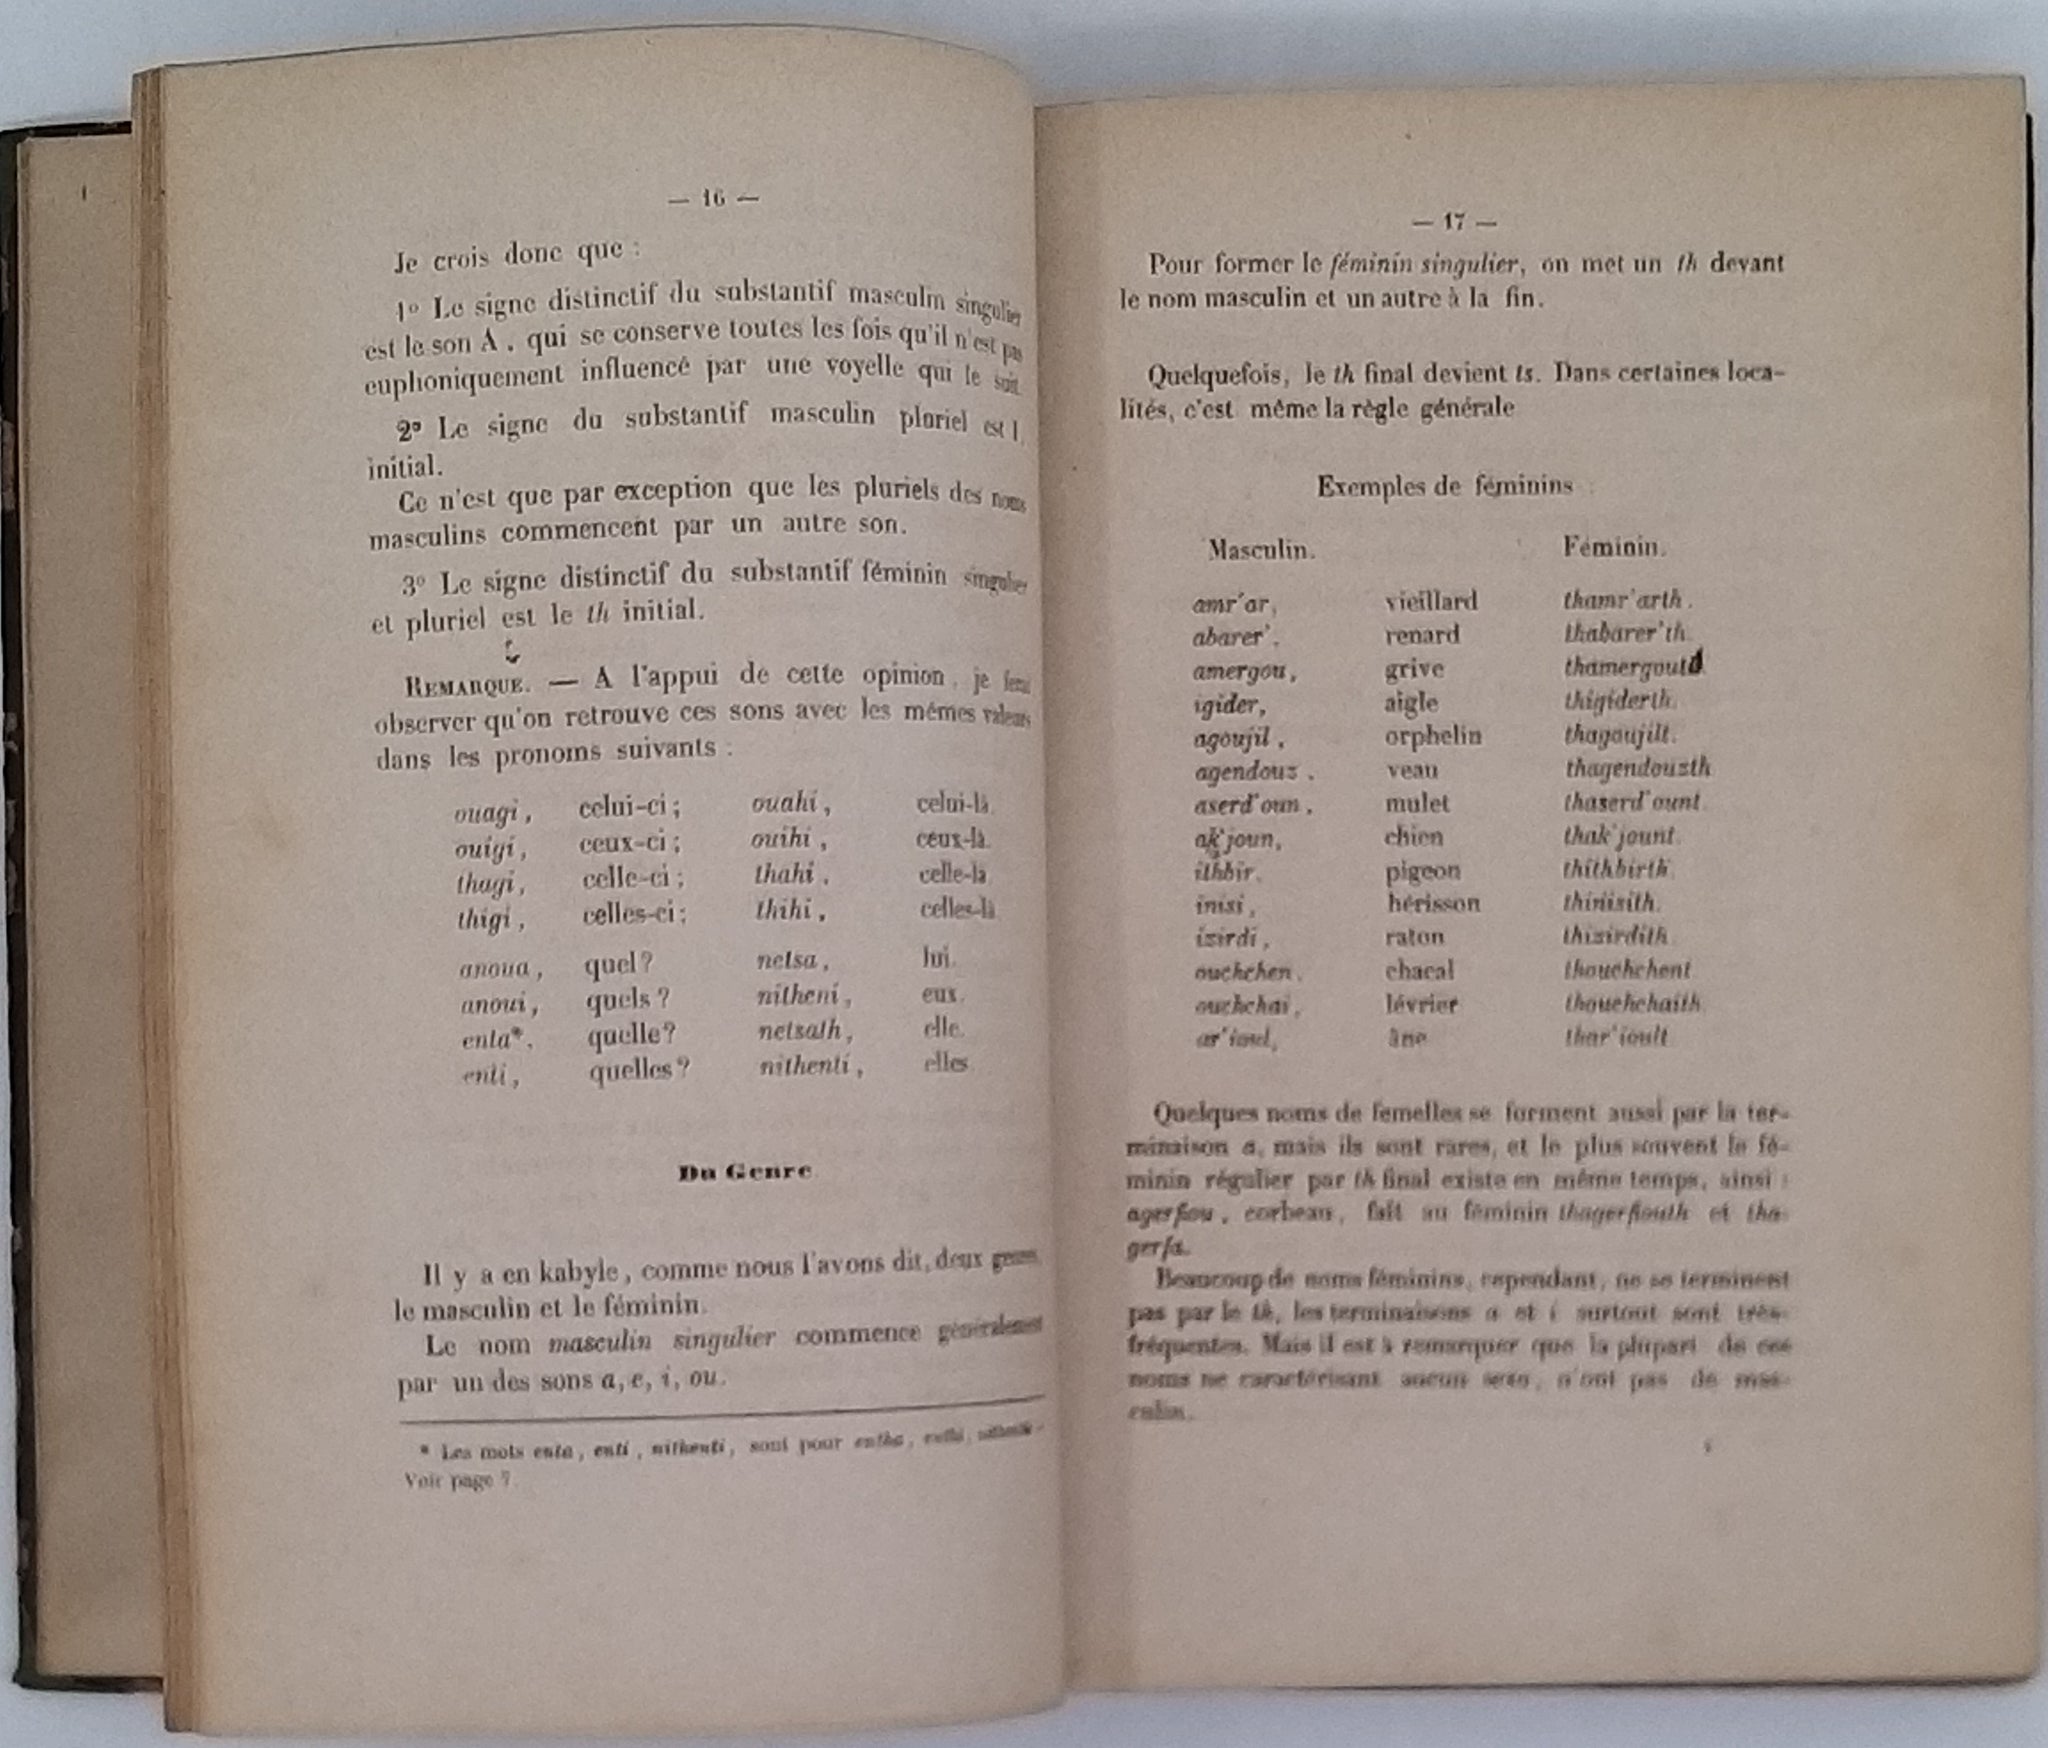 — 16 —
Je crois donc que :
1° Le signe distinctif du substantif masculin singulier
est le son A, qui se conserve toutes les fois qu'il n'est pas
euphoniquement influencé par une voyelle qui le suit.
2° Le signe du substantif masculin pluriel est I
initial.
Ce n'est que par exception que les pluriels des noms
masculins commencent par un autre son.
3° Le signe distinctif du substantif féminin singulier
et pluriel est le th initial.
REMARQUE. — A l'appui de cette opinion, je ferai
observer qu'on retrouve ces sons avec les mêmes valeurs
dans les pronoms suivants :
ouagi, celui-ci; ouahi, celui-là.
ouigi, ceux-ci; ouihi, ceux-là.
thagi, celle-ci; thahi, celle-là
thigi, celles-ci; thihi, celles-là
anoua, quel? netsa, lui.
anoui, quels? nitheni, eux.
enta*, quelle? netsath, elle.
enti, quelles? nithenti, elles.
Du Genre
Il y a en kabyle, comme nous l'avons dit, deux genres,
le masculin et le féminin.
Le nom masculin singulier commence généralement
par un des sons a, e, i, ou.
* Les mots enta, enti, nithenti, sont pour entha, enthi,
Voir page 7.
— 17 —
Pour former le féminin singulier, on met un th devant
le nom masculin et un autre à la fin.
Quelquefois, le th final devient ts. Dans certaines loca-
lités, c'est même la règle générale
Exemples de féminins
Masculin. Féminin.
amr'ar, vieillard thamr'arth.
abarer', renard thabarer'th.
amergou, grive thamergout
igider, aigle thigiderth.
agoujil, orphelin thagoujilt.
agendouz, veau thagendouzth
aserd'oun, mulet thaserd'ount.
ak'joun, chien thak'jount.
ithbir, pigeon thithbirth.
inisi, hérisson thinisith.
izirdi, raton thizirdith.
ouchchen, chacal thouchchent
ouchchai, lévrier thouchchaith.
ar'ioul, âne thar'ioult
Quelques noms de femelles se forment aussi par la ter-
minaison a, mais ils sont rares, et le plus souvent le fé-
minin régulier par th final existe en même temps, ainsi :
agerfiou, corbeau, fait au féminin thagerfiouth et tha-
gerfa.
Beaucoup de noms féminins, cependant, ne se terminent
pas par le th, les terminaisons a et i surtout sont très-
fréquentes. Mais il est à remarquer que la plupart de ces
noms ne caractérisant aucun sexe, n'ont pas de mas-
culin.